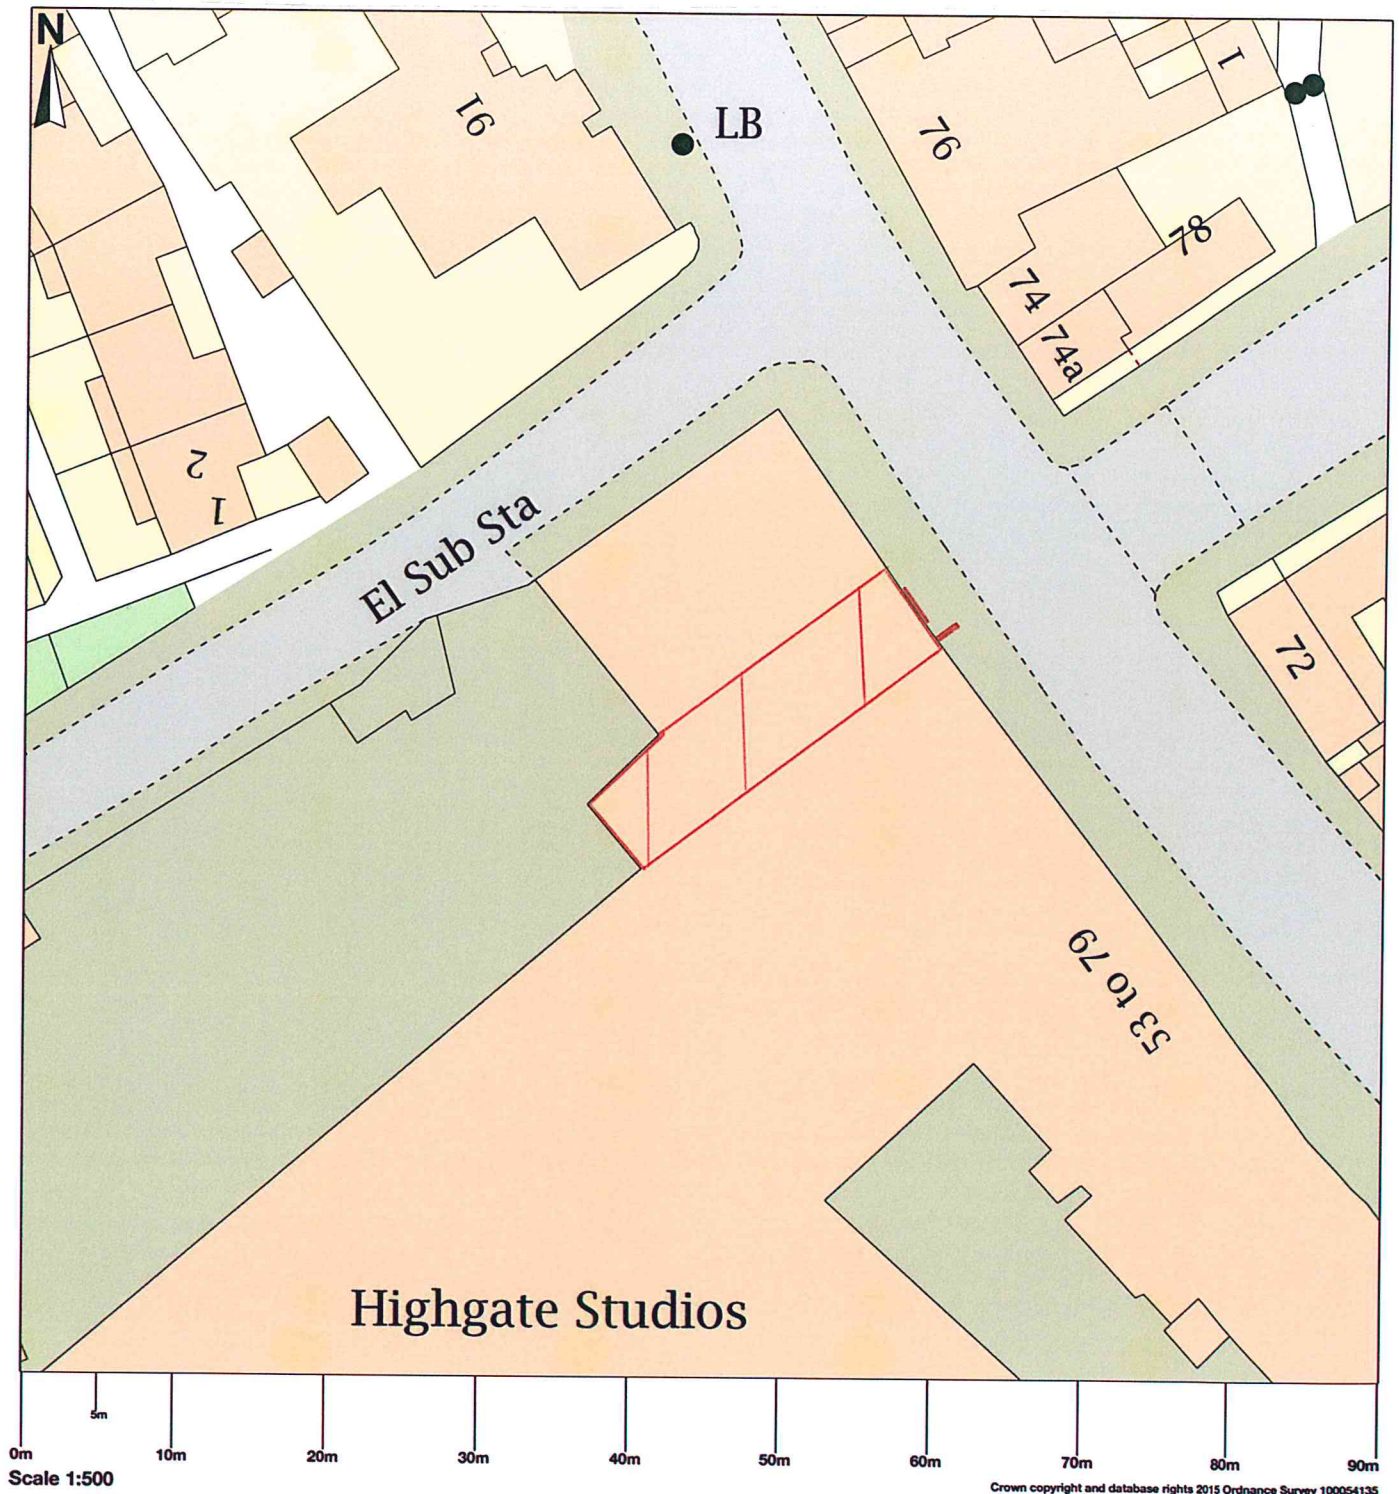 N
16
LB
76
1
78
74
74a
2
1
El Sub Sta
72
53 to 79
Highgate Studios
5m
0m
10m
20m
30m
40m
50m
60m
70m
80m
90m
Scale 1:500
Crown copyright and database rights 2015 Ordnance Survey 100054135